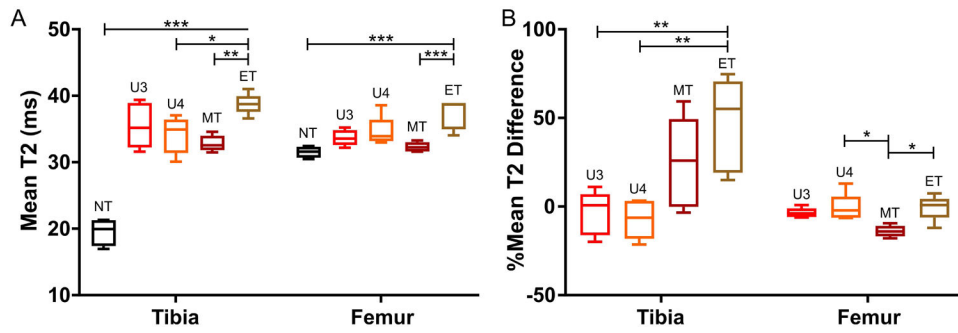 A
Mean T2 (ms)
50
40
30
20
10
***
*
**
NT
U3
U4
MT
ET
***
***
NT
U3
U4
MT
ET
Tibia
Femur
B
%Mean T2 Difference
100
50
0
-50
**
**
U3
U4
MT
ET
*
*
U3
U4
MT
ET
Tibia
Femur